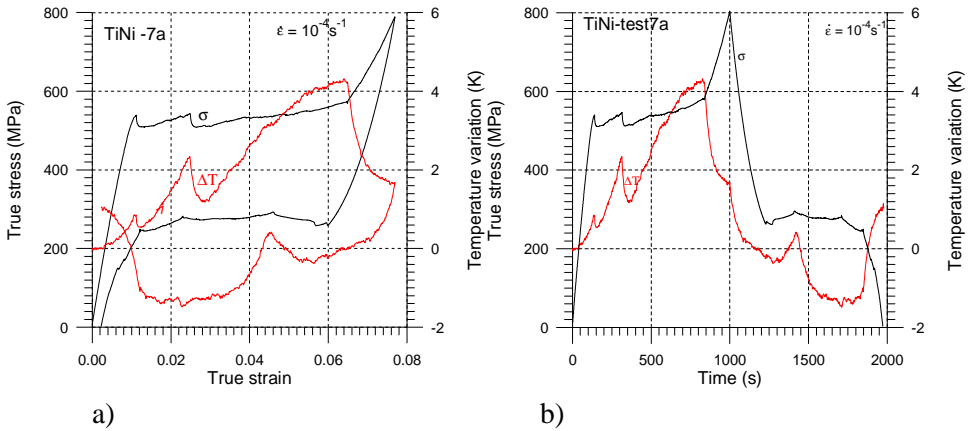 TiNi -7a
ε̇ = 10⁻⁴s⁻¹
σ
ΔT
True stress (MPa)
800
600
400
200
0
6
4
2
0
-2
Temperature variation (K)
0.00 0.02 0.04 0.06 0.08
True strain
a)
TiNi-test7a
ε̇ = 10⁻⁴s⁻¹
σ
ΔT
True stress (MPa)
800
600
400
200
0
6
4
2
0
-2
Temperature variation (K)
0 500 1000 1500 2000
Time (s)
b)
Temperature variation (K)